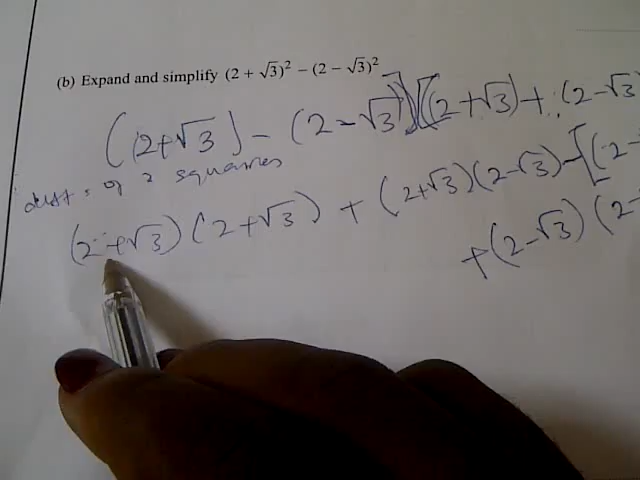 (b) Expand and simplify (2 + √3)² − (2 − √3)²
(2+√3) − (2−√3)] [(2+√3) + (2−√3
of 2 squares
(2+√3)(2+√3) + (2+√3)(2−√3) − [(2−
+(2−√3)(2−